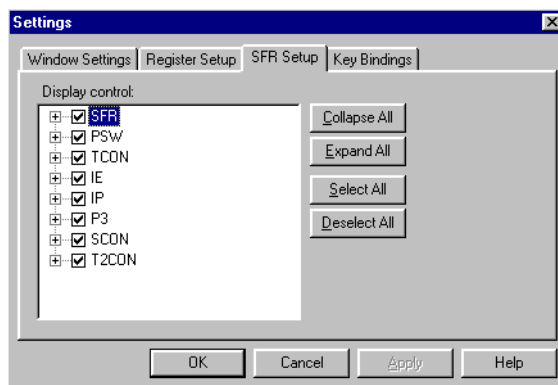 Settings
Window Settings Register Setup SFR Setup Key Bindings
Display control:
SFR
PSW
TCON
IE
IP
P3
SCON
T2CON
Collapse All
Expand All
Select All
Deselect All
OK Cancel Apply Help